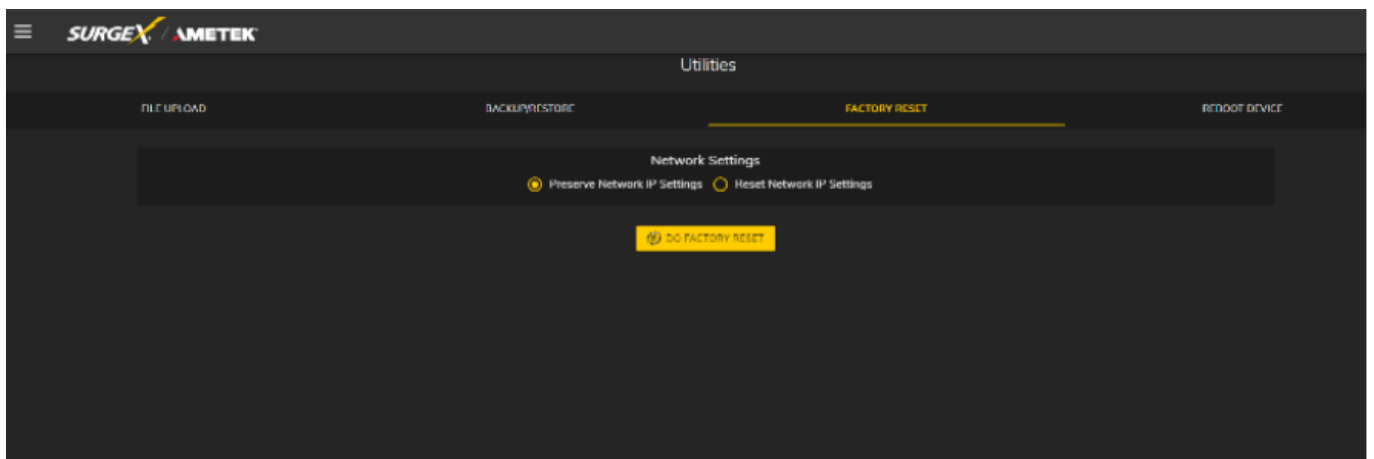 SURGEX / AMETEK
Utilities
FILE UPLOAD BACKUP/RESTORE FACTORY RESET REBOOT DEVICE
Network Settings
Preserve Network IP Settings Reset Network IP Settings
DO FACTORY RESET